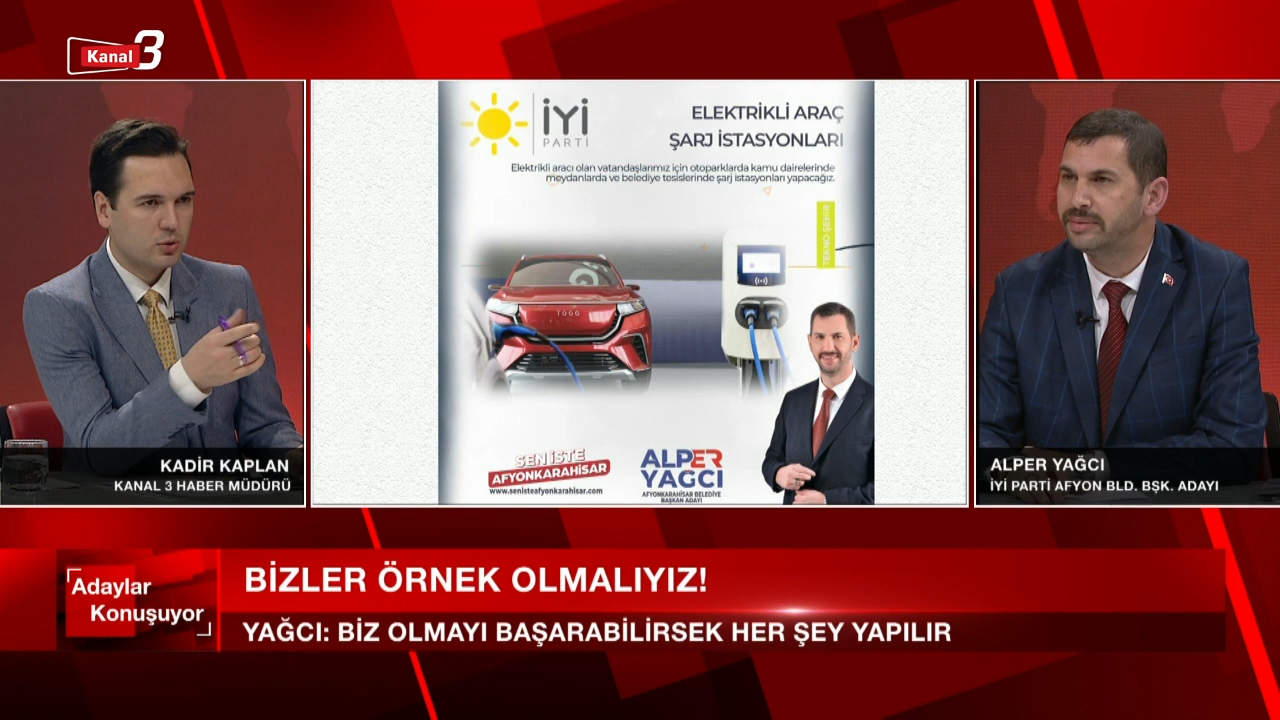 Kanal 3
İYİ
PARTİ
ELEKTRİKLİ ARAÇ
ŞARJ İSTASYONLARI
Elektrikli aracı olan vatandaşlarımız için otoparklarda kamu dairelerinde
meydanlarda ve belediye tesislerinde şarj istasyonları yapacağız.
TEKNO ŞEHİR
TOGG
SEN İSTE
AFYONKARAHİSAR
www.senisteafyonkarahisar.com
ALPER
YAĞCI
AFYONKARAHİSAR BELEDİYE
BAŞKAN ADAYI
KADİR KAPLAN
KANAL 3 HABER MÜDÜRÜ
ALPER YAĞCI
İYİ PARTİ AFYON BLD. BŞK. ADAYI
Adaylar
Konuşuyor
BİZLER ÖRNEK OLMALIYIZ!
YAĞCI: BİZ OLMAYI BAŞARABİLİRSEK HER ŞEY YAPILIR